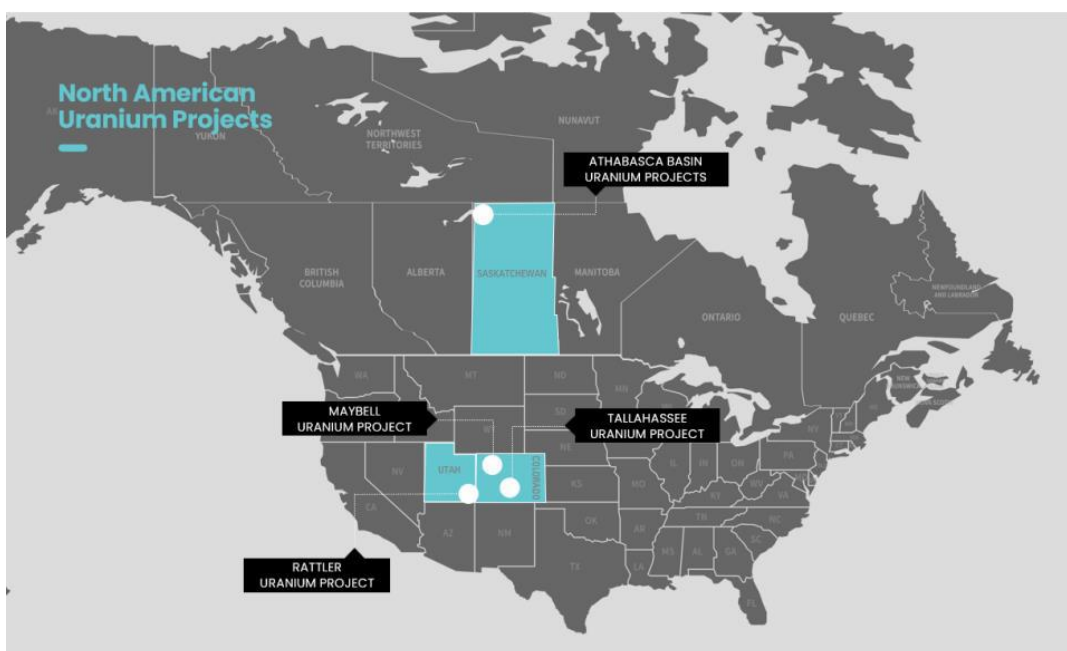 North American
Uranium Projects
YUKON
NORTHWEST
TERRITORIES
NUNAVUT
ATHABASCA BASIN
URANIUM PROJECTS
BRITISH
COLUMBIA
ALBERTA
SASKATCHEWAN
MANITOBA
ONTARIO
QUEBEC
NEWFOUNDLAND
AND LABRADOR
NEW
WA
MT
ND
MN
MAYBELL
URANIUM PROJECT
SD
TALLAHASSEE
URANIUM PROJECT
NY
NV
UTAH
COLORADO
NE
IL
IN
OH
PA
CA
KS
MO
KY
WV
VA
AZ
NM
OK
AR
TN
NC
SC
MS
AL
GA
TX
LA
FL
RATTLER
URANIUM PROJECT